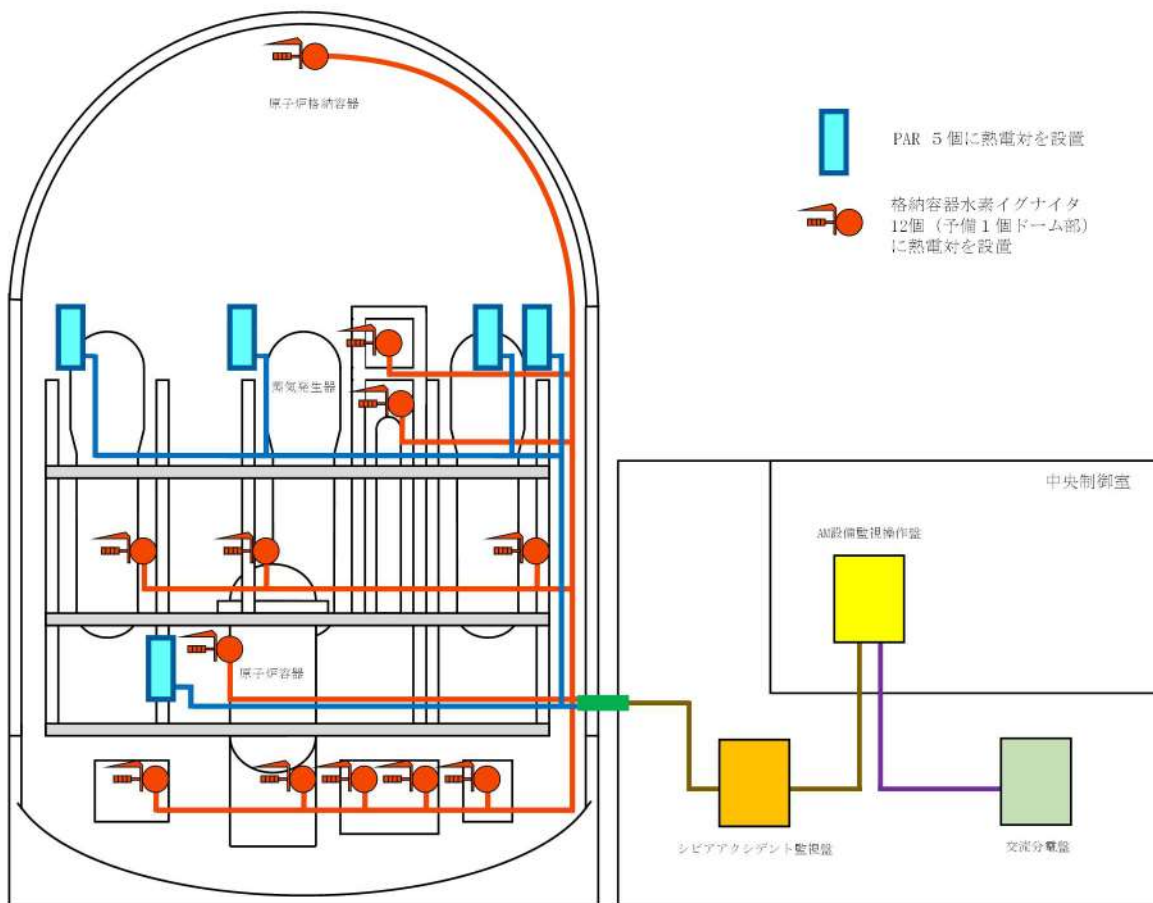 原子炉格納容器
PAR 5個に熱電対を設置
格納容器水素イグナイタ
12個（予備１個ドーム部）
に熱電対を設置
蒸気発生器
中央制御室
AM設備監視操作盤
原子炉容器
シビアアクシデント監視盤
交流分電盤